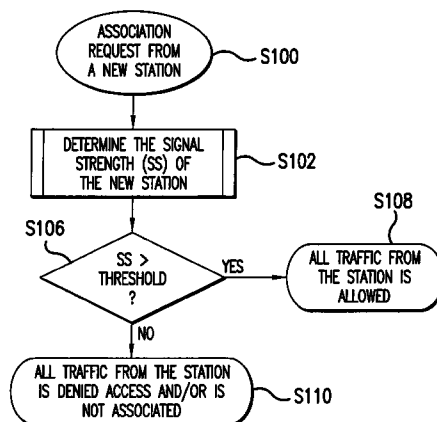 ASSOCIATION
REQUEST FROM
A NEW STATION
S100
DETERMINE THE SIGNAL
STRENGTH (SS) OF
THE NEW STATION
S102
S106
SS >
THRESHOLD
?
YES
S108
ALL TRAFFIC FROM
THE STATION IS
ALLOWED
NO
ALL TRAFFIC FROM THE STATION
IS DENIED ACCESS AND/OR IS
NOT ASSOCIATED
S110